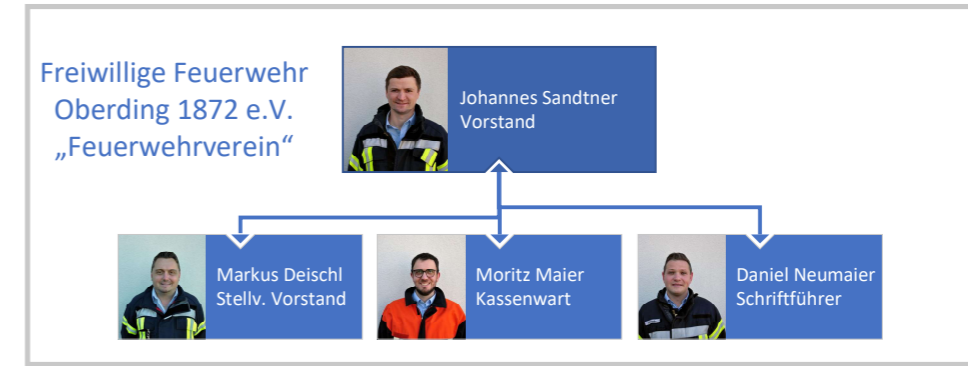 Freiwillige Feuerwehr
Oberding 1872 e.V.
„Feuerwehrverein“
Johannes Sandtner
Vorstand
Markus Deischl
Stellv. Vorstand
Moritz Maier
Kassenwart
Daniel Neumaier
Schriftführer